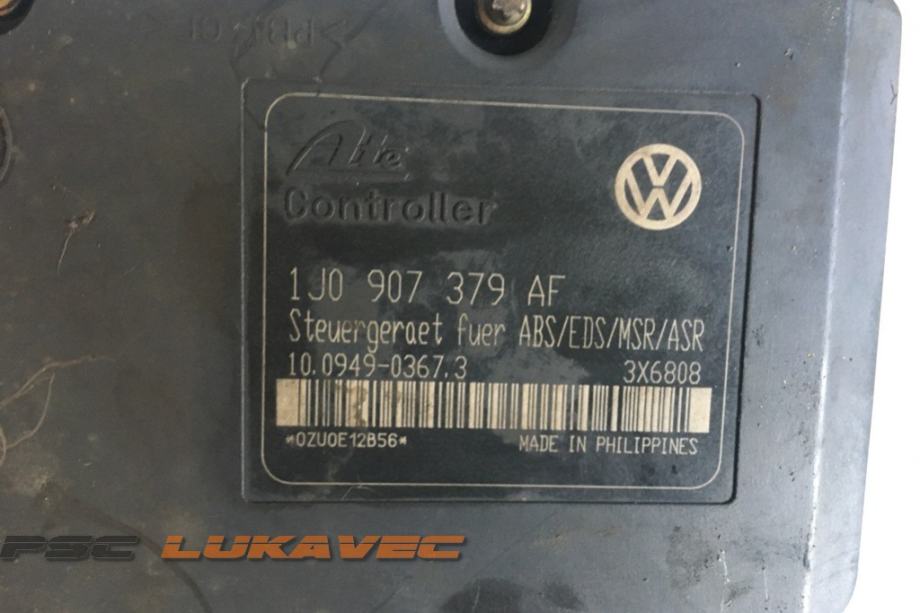 Ate
Controller
VW
1J0 907 379 AF
Steuergeraet fuer ABS/EDS/MSR/ASR
10.0949-0367.3 3X6808
*0ZU0E12B56*
MADE IN PHILIPPINES
PSC LUKAVEC